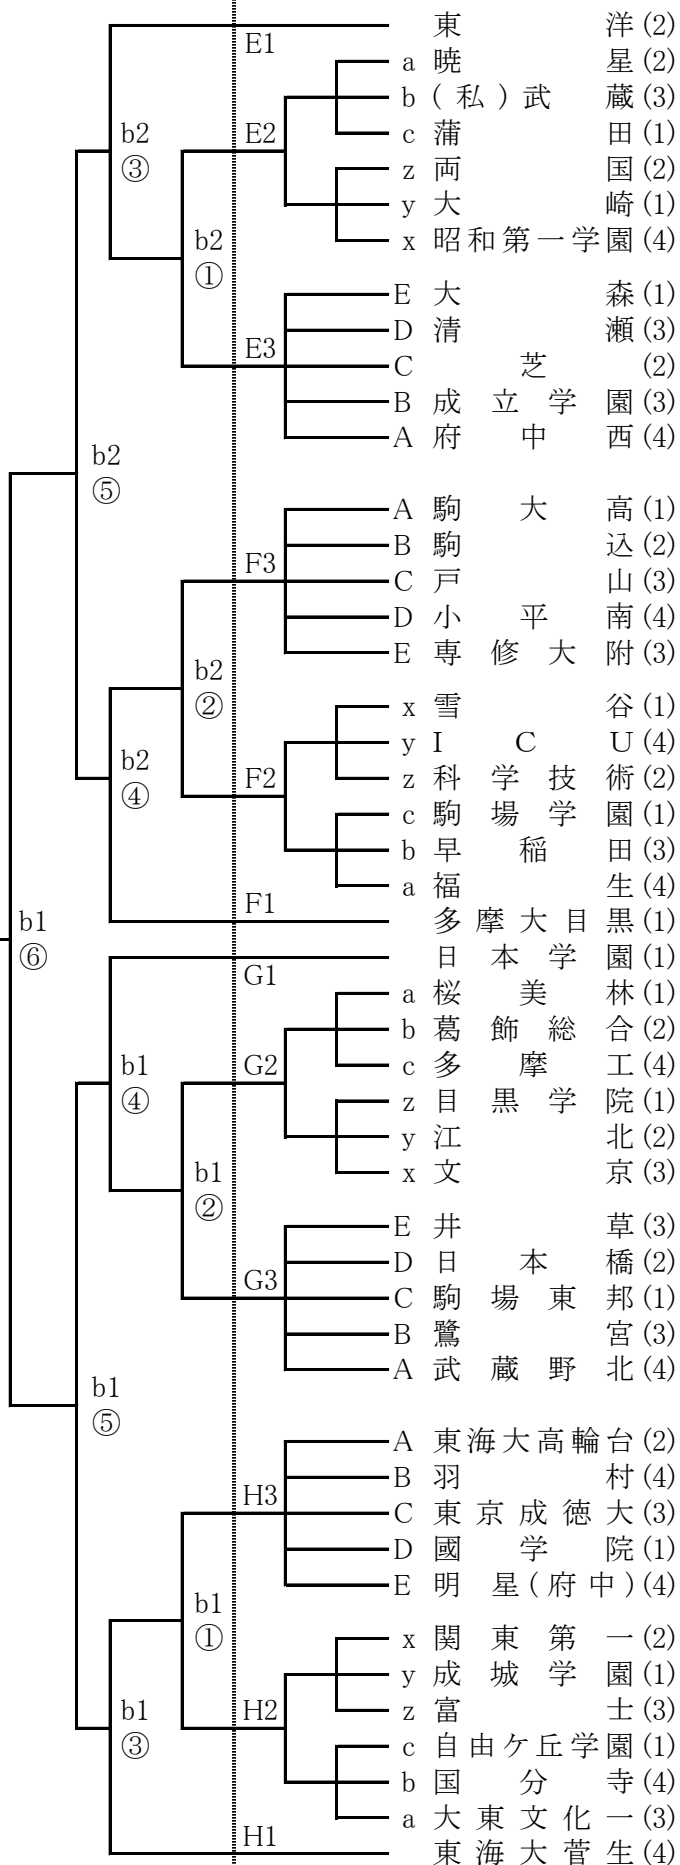 東洋(2)
E1
a 暁星(2)
b (私)武蔵(3)
b2 E2 c 蒲田(1)
③ z 両国(2)
y 大崎(1)
b2 x 昭和第一学園(4)
①
E 大森(1)
D 清瀬(3)
E3
C 芝(2)
B 成立学園(3)
A 府中西(4)
b2
⑤
A 駒大高(1)
B 駒込(2)
F3
C 戸山(3)
D 小平南(4)
E 専修大附(3)
b2
② x 雪谷(1)
y ICU(4)
b2 F2 z 科学技術(2)
④ c 駒場学園(1)
b 早稲田(3)
a 福生(4)
F1
b1 多摩大目黒(1)
⑥ 日本学園(1)
G1
a 桜美林(1)
b 葛飾総合(2)
b1 G2 c 多摩工(4)
④ z 目黒学院(1)
y 江北(2)
b1 x 文京(3)
②
E 井草(3)
D 日本橋(2)
G3
C 駒場東邦(1)
B 鷺宮(3)
A 武蔵野北(4)
b1
⑤
A 東海大高輪台(2)
B 羽村(4)
H3
C 東京成徳大(3)
D 國学院(1)
E 明星(府中)(4)
b1
① x 関東第一(2)
y 成城学園(1)
b1 H2 z 富士(3)
③ c 自由ケ丘学園(1)
b 国分寺(4)
a 大東文化一(3)
H1
東海大菅生(4)